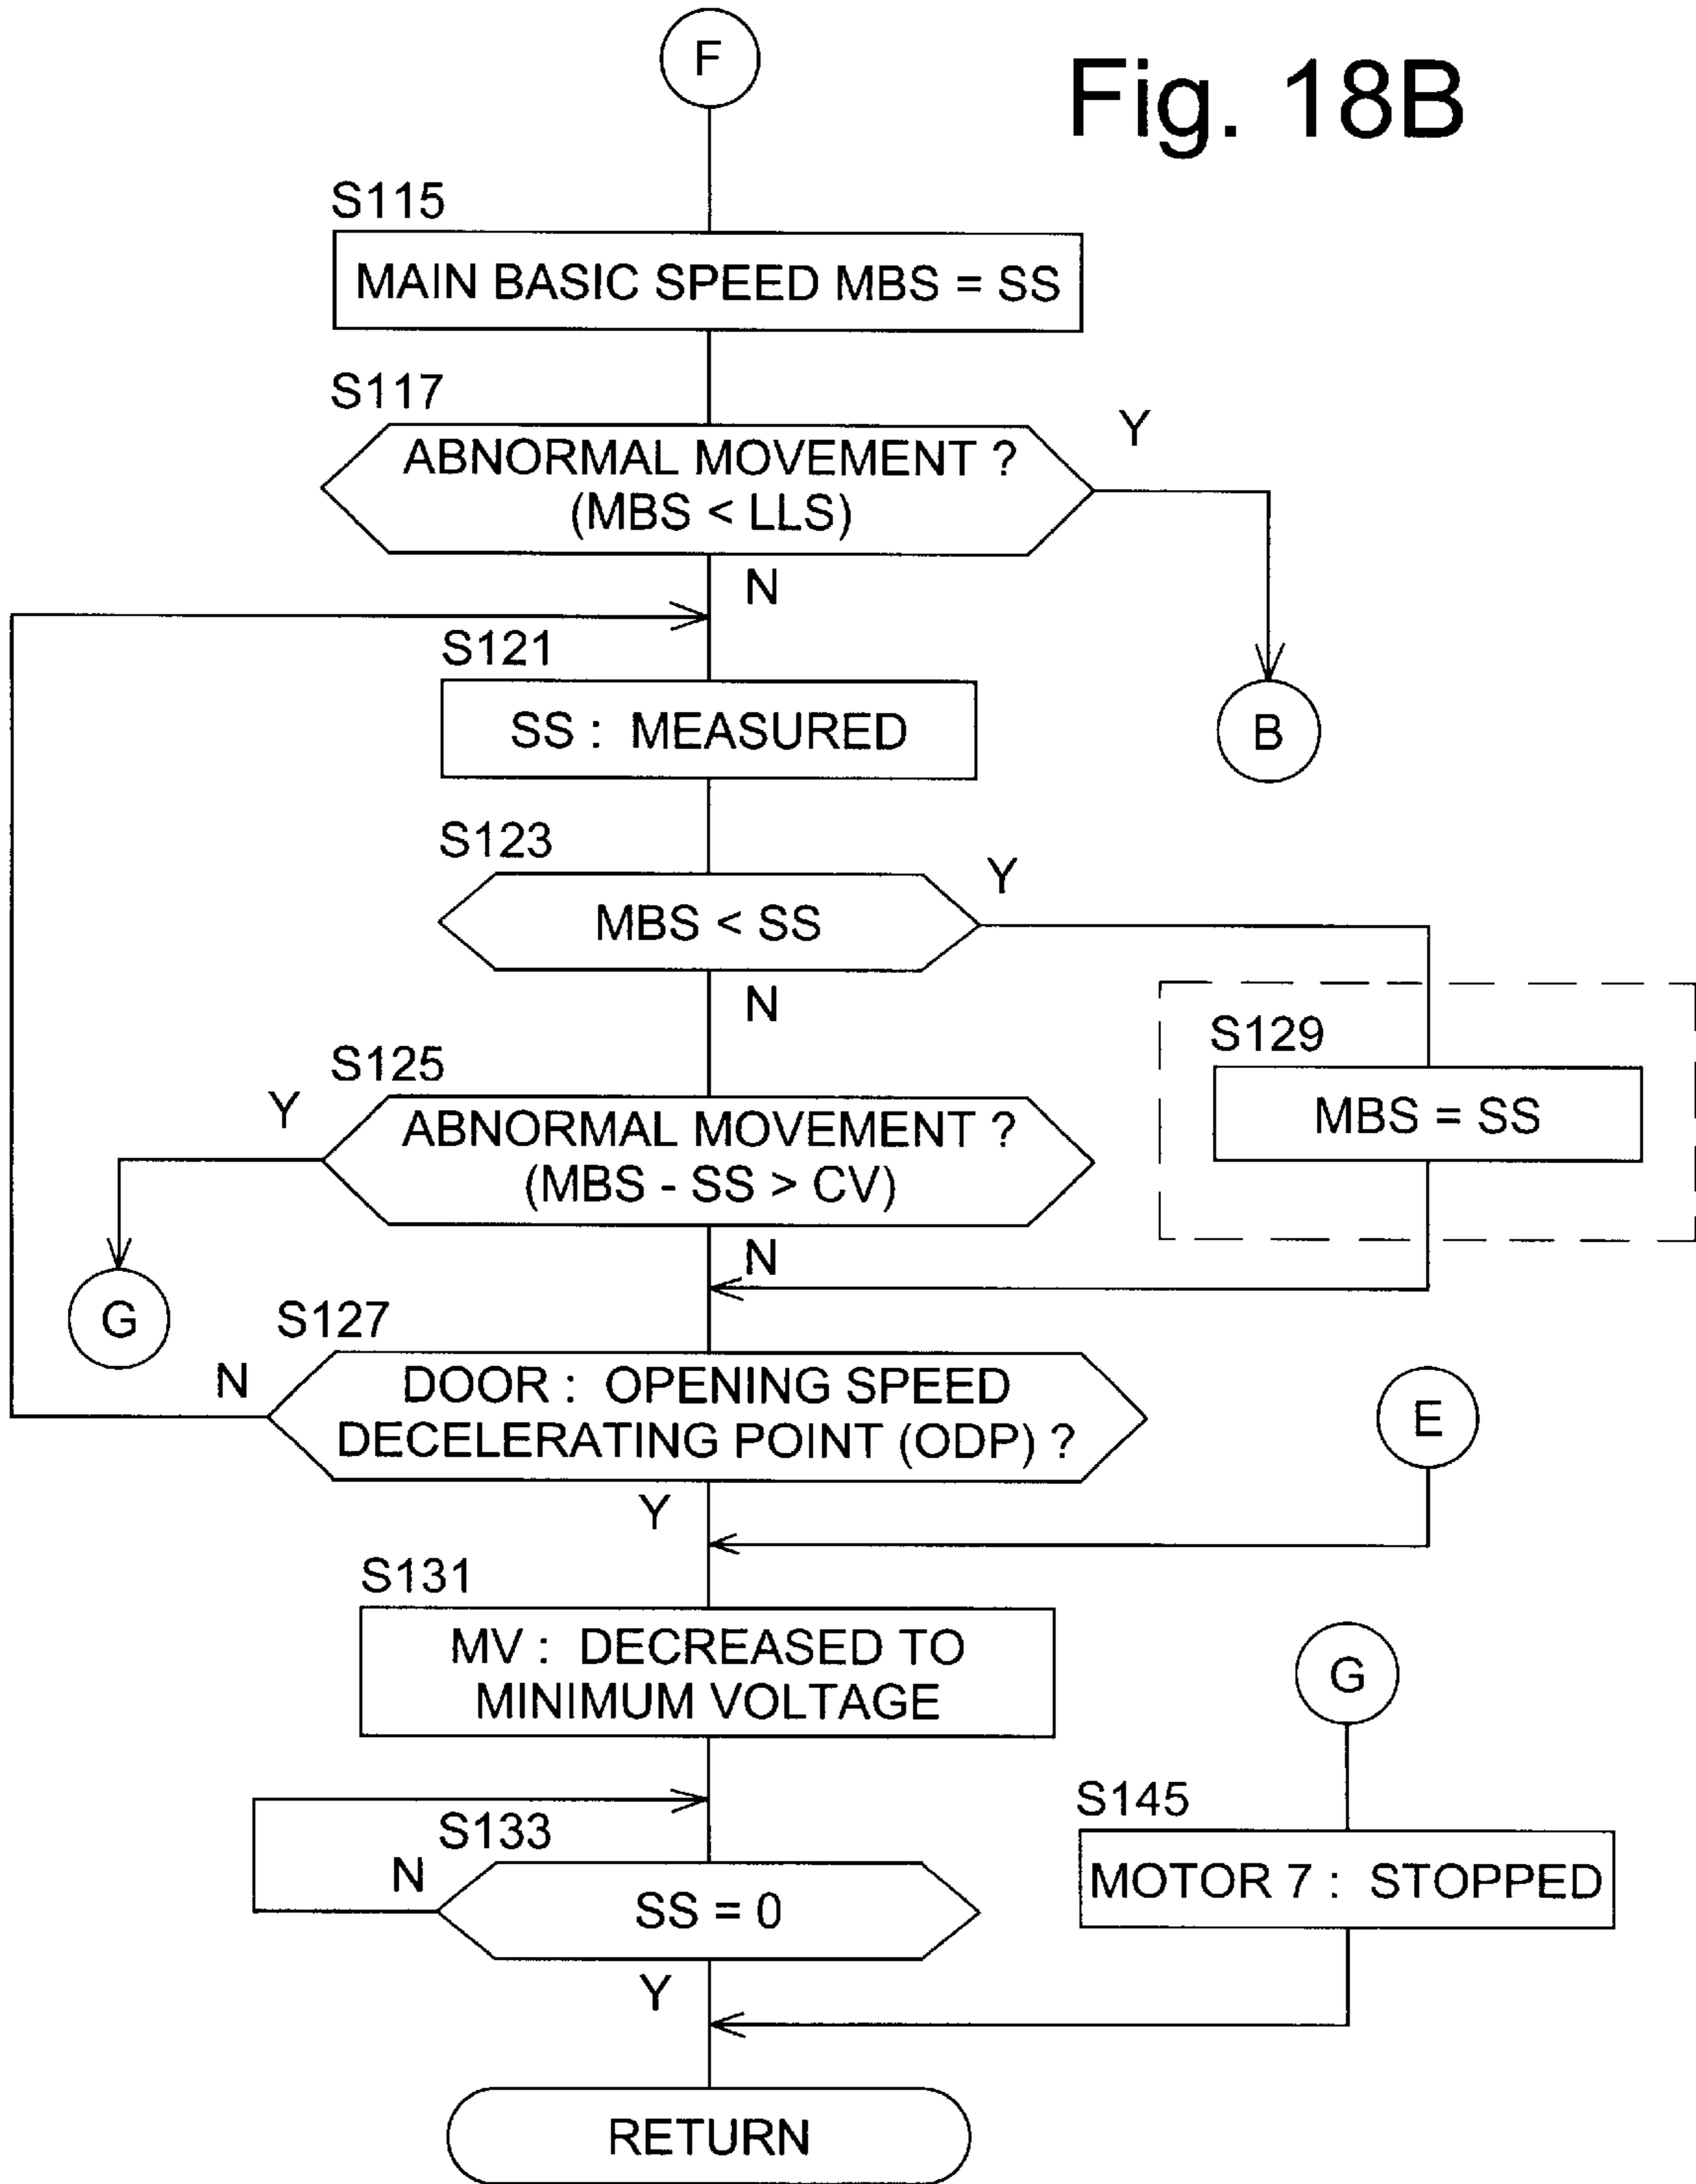 F
Fig. 18B
S115
MAIN BASIC SPEED MBS = SS
S117
ABNORMAL MOVEMENT ?
(MBS < LLS)
Y
N
S121
SS : MEASURED
B
S123
MBS < SS
Y
N
S129
MBS = SS
S125
Y
ABNORMAL MOVEMENT ?
(MBS - SS > CV)
N
G
S127
N
DOOR : OPENING SPEED
DECELERATING POINT (ODP) ?
E
Y
S131
MV : DECREASED TO
MINIMUM VOLTAGE
G
S145
MOTOR 7 : STOPPED
S133
N
SS = 0
Y
RETURN